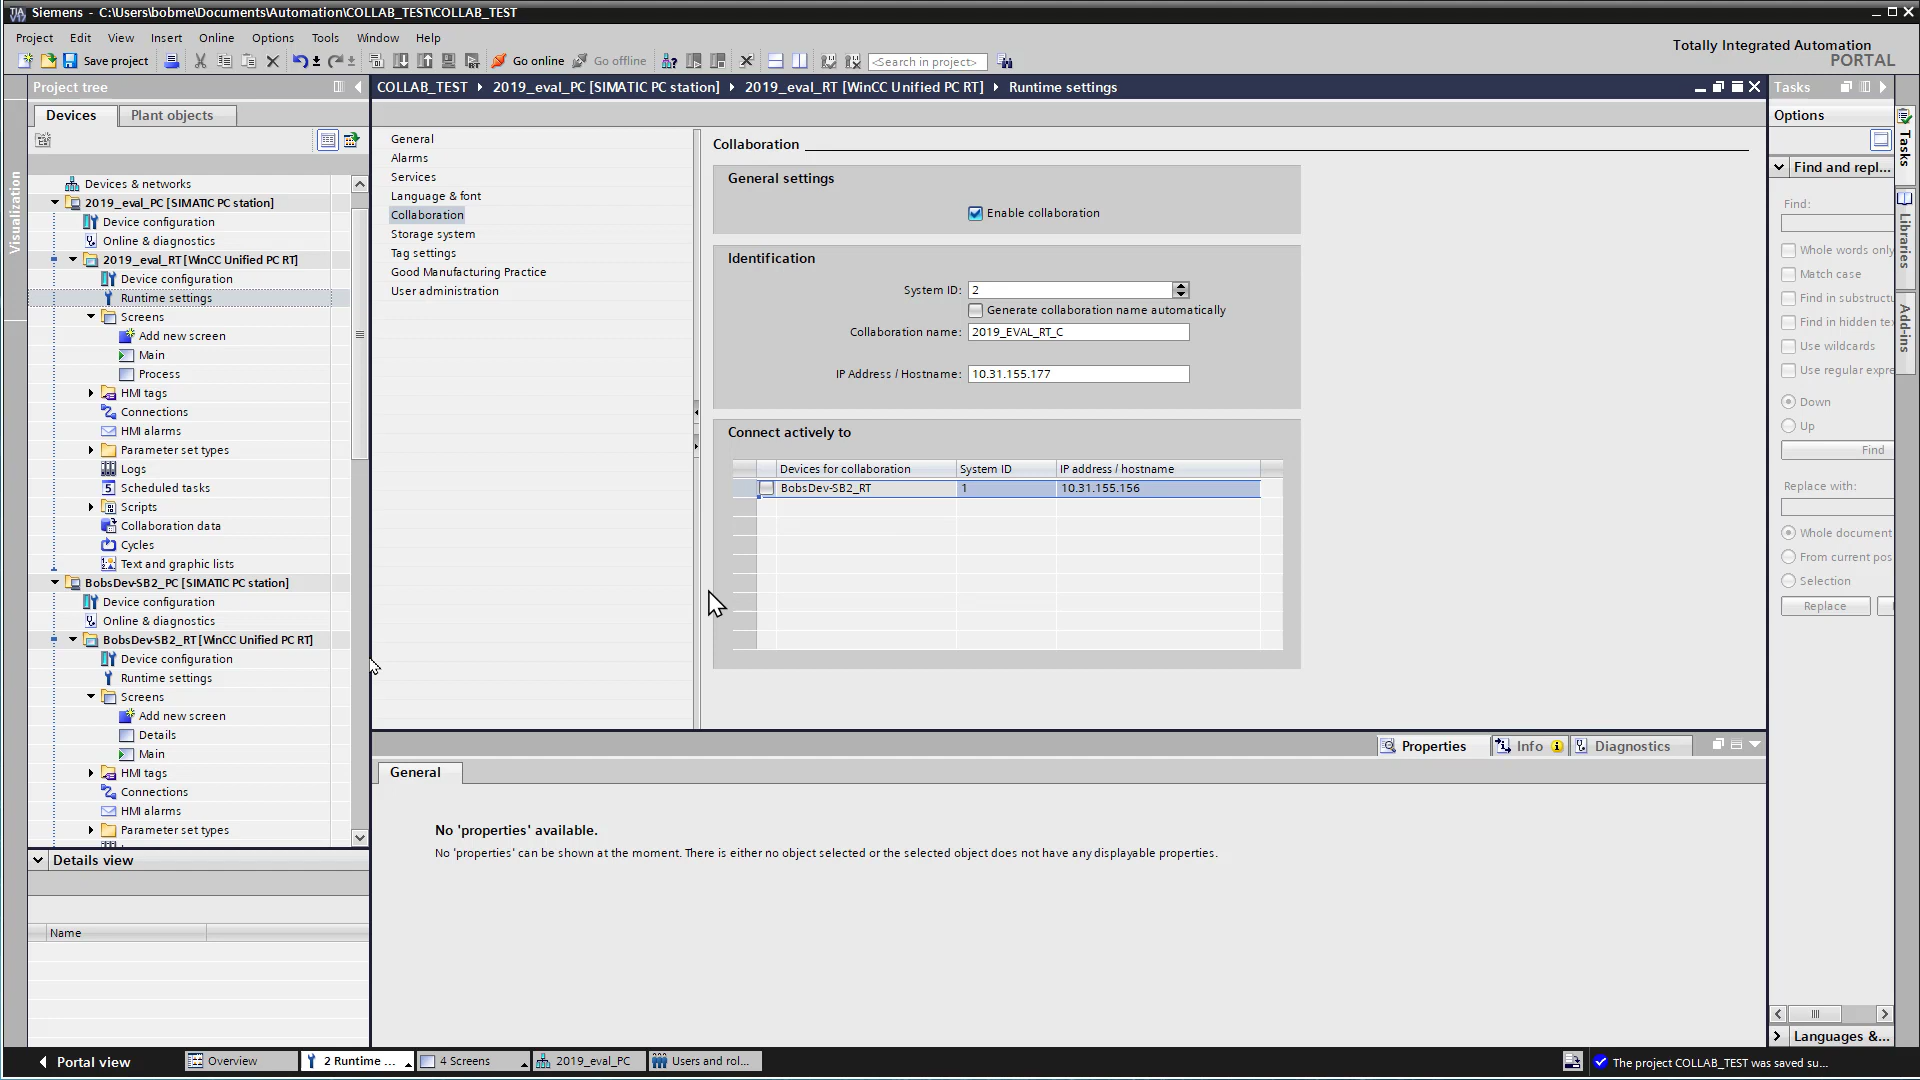 Siemens - C:\Users\bobme\Documents\Automation\COLLAB_TEST\COLLAB_TEST
Project Edit View Insert Online Options Tools Window Help
Totally Integrated Automation
PORTAL
Save project
Go online
Go offline
<Search in project>
Project tree
COLLAB_TEST
2019_eval_PC [SIMATIC PC station]
2019_eval_RT [WinCC Unified PC RT]
Runtime settings
Tasks
Devices
Plant objects
Options
Visualization
Devices & networks
2019_eval_PC [SIMATIC PC station]
Device configuration
Online & diagnostics
2019_eval_RT [WinCC Unified PC RT]
Device configuration
Runtime settings
Screens
Add new screen
Main
Process
HMI tags
Connections
HMI alarms
Parameter set types
Logs
5 Scheduled tasks
Scripts
Collaboration data
Cycles
Text and graphic lists
BobsDev-SB2_PC [SIMATIC PC station]
Device configuration
Online & diagnostics
BobsDev-SB2_RT [WinCC Unified PC RT]
Device configuration
Runtime settings
Screens
Add new screen
Details
Main
HMI tags
Connections
HMI alarms
Parameter set types
Details view
Name
General
Alarms
Services
Language & font
Collaboration
Storage system
Tag settings
Good Manufacturing Practice
User administration
Collaboration
General settings
Enable collaboration
Identification
System ID: 2
Generate collaboration name automatically
Collaboration name: 2019_EVAL_RT_C
IP Address / Hostname: 10.31.155.177
Connect actively to
Devices for collaboration System ID IP address / hostname
BobsDev-SB2_RT 1 10.31.155.156
Properties
Info
Diagnostics
General
No 'properties' available.
No 'properties' can be shown at the moment. There is either no object selected or the selected object does not have any displayable properties.
Find and repl...
Find:
Whole words only
Match case
Find in substructu
Find in hidden tex
Use wildcards
Use regular expre
Down
Up
Find
Replace with:
Whole document
From current pos
Selection
Replace
Languages &...
Tasks
Libraries
Add-ins
Portal view
Overview
2 Runtime ...
4 Screens
2019_eval_PC
Users and rol...
The project COLLAB_TEST was saved su...